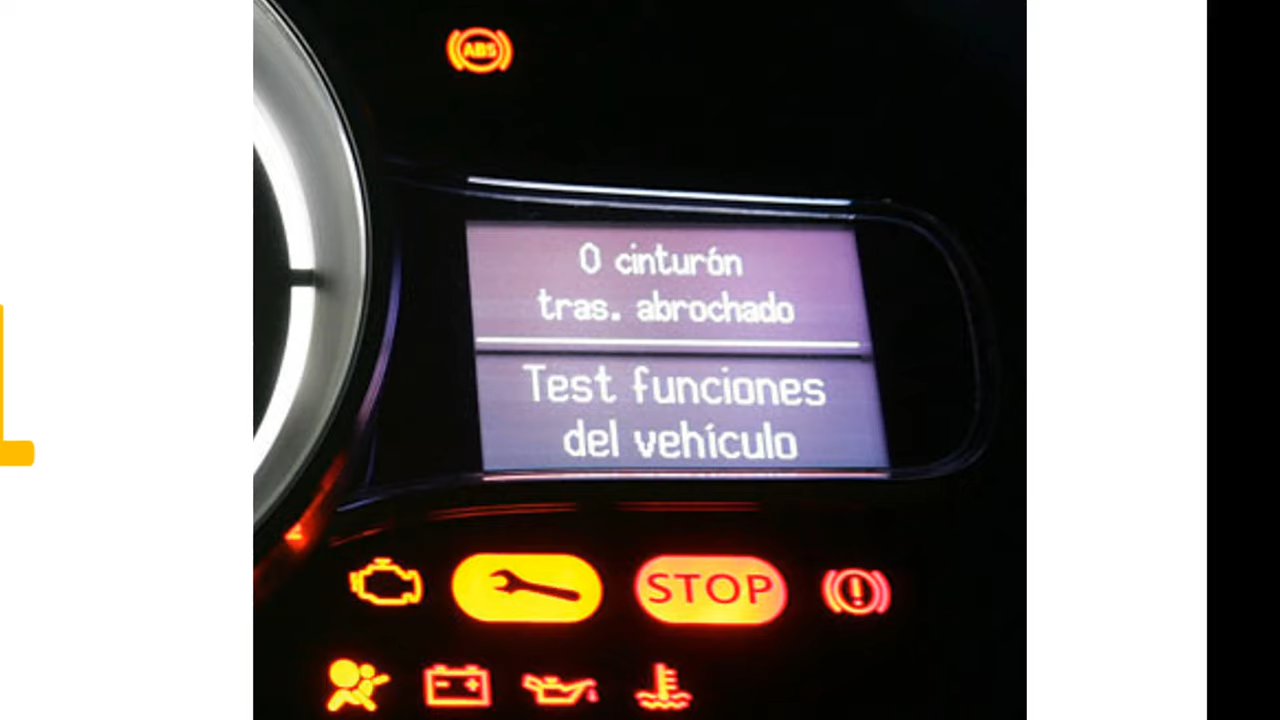 ABS
0 cinturón
tras. abrochado
Test funciones
del vehículo
STOP